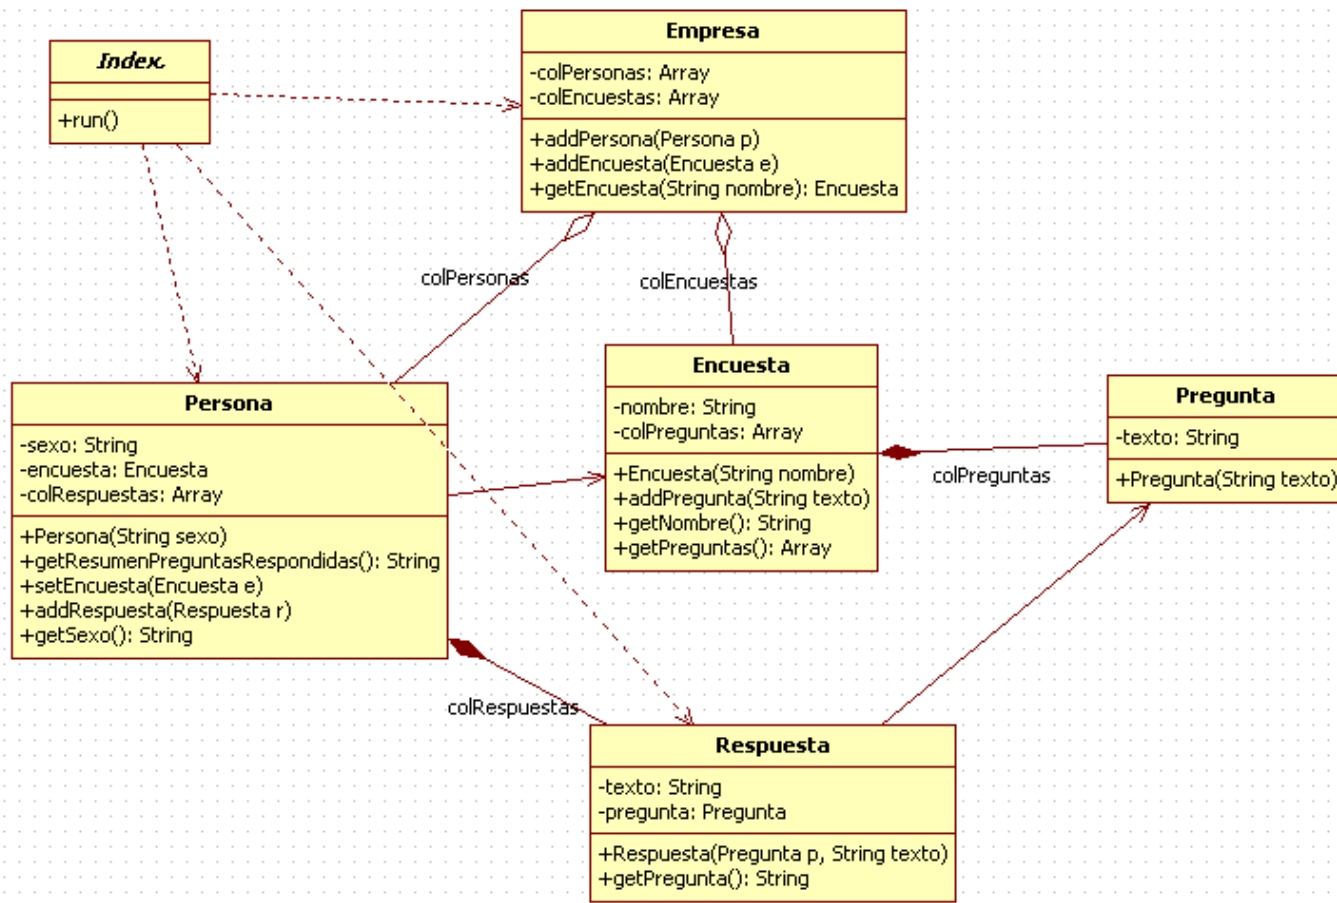 Index
+run()
Empresa
-colPersonas: Array
-colEncuestas: Array
+addPersona(Persona p)
+addEncuesta(Encuesta e)
+getEncuesta(String nombre): Encuesta
colPersonas
colEncuestas
Persona
-sexo: String
-encuesta: Encuesta
-colRespuestas: Array
+Persona(String sexo)
+getResumenPreguntasRespondidas(): String
+setEncuesta(Encuesta e)
+addRespuesta(Respuesta r)
+getSexo(): String
Encuesta
-nombre: String
-colPreguntas: Array
+Encuesta(String nombre)
+addPregunta(String texto)
+getNombre(): String
+getPreguntas(): Array
colPreguntas
Pregunta
-texto: String
+Pregunta(String texto)
colRespuestas
Respuesta
-texto: String
-pregunta: Pregunta
+Respuesta(Pregunta p, String texto)
+getPregunta(): String